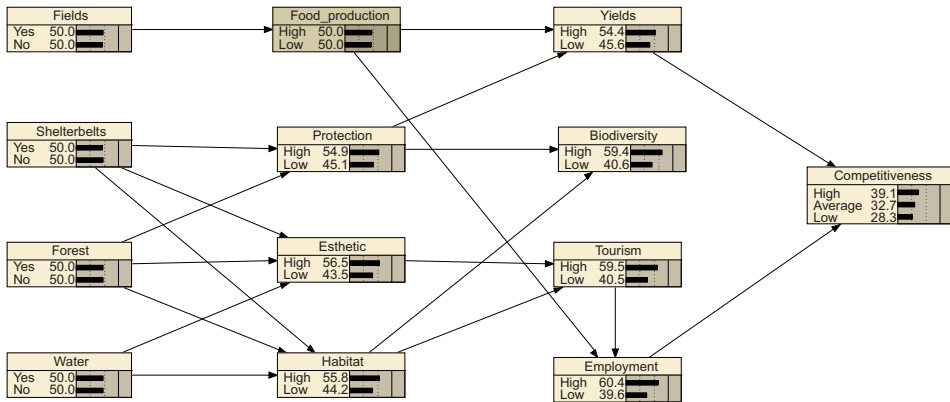 Fields
Yes 50.0
No 50.0
Food_production
High 50.0
Low 50.0
Yields
High 54.4
Low 45.6
Shelterbelts
Yes 50.0
No 50.0
Protection
High 54.9
Low 45.1
Biodiversity
High 59.4
Low 40.6
Competitiveness
High 39.1
Average 32.7
Low 28.3
Forest
Yes 50.0
No 50.0
Esthetic
High 56.5
Low 43.5
Tourism
High 59.5
Low 40.5
Water
Yes 50.0
No 50.0
Habitat
High 55.8
Low 44.2
Employment
High 60.4
Low 39.6